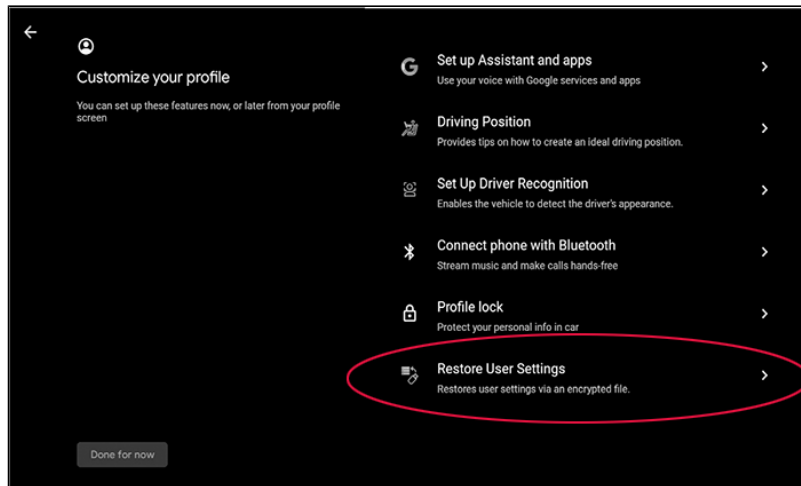 Customize your profile
You can set up these features now, or later from your profile
screen
Set up Assistant and apps
Use your voice with Google services and apps
Driving Position
Provides tips on how to create an ideal driving position.
Set Up Driver Recognition
Enables the vehicle to detect the driver's appearance.
Connect phone with Bluetooth
Stream music and make calls hands-free
Profile lock
Protect your personal info in car
Restore User Settings
Restores user settings via an encrypted file.
Done for now